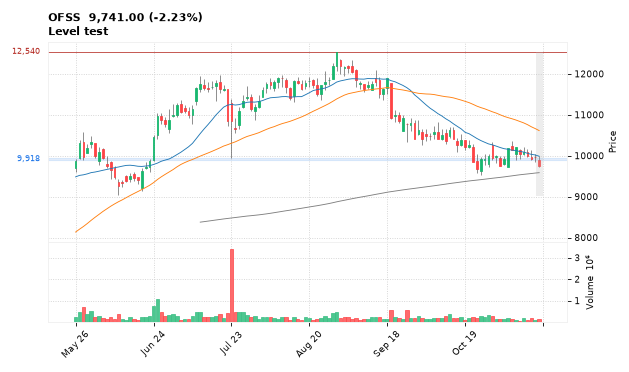 OFSS 9,741.00 (-2.23%)
Level test
12,540
9,918
12000
11000
10000
9000
8000
Price
3
2
1
Volume 10⁴
May 26
Jun 24
Jul 23
Aug 20
Sep 18
Oct 19